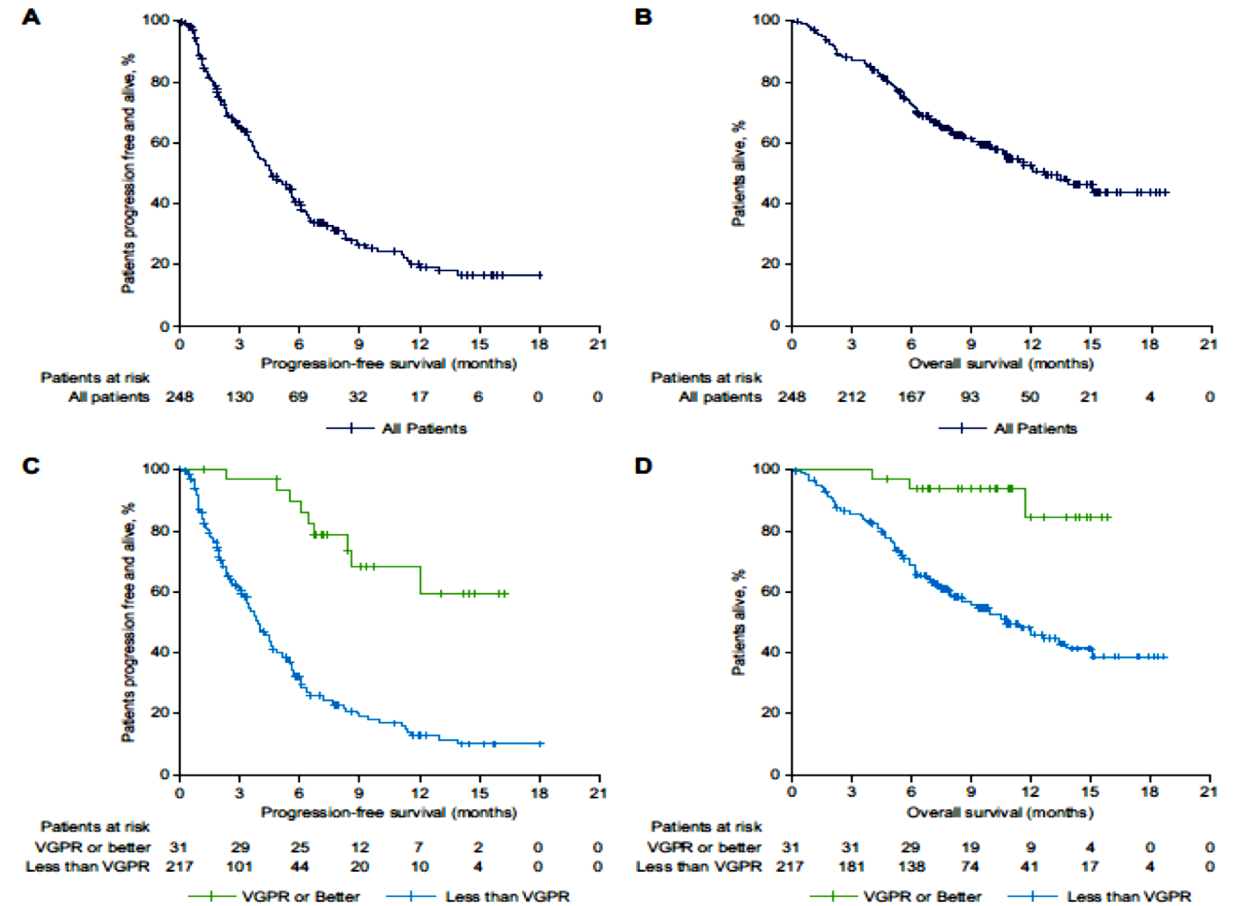 A
Patients progression free and alive, %
100
80
60
40
20
0
0 3 6 9 12 15 18 21
Progression-free survival (months)
Patients at risk
All patients 248 130 69 32 17 6 0 0
All Patients
B
Patients alive, %
100
80
60
40
20
0
0 3 6 9 12 15 18 21
Overall survival (months)
Patients at risk
All patients 248 212 167 93 50 21 4 0
All Patients
C
Patients progression free and alive, %
100
80
60
40
20
0
0 3 6 9 12 15 18 21
Progression-free survival (months)
Patients at risk
VGPR or better 31 29 25 12 7 2 0 0
Less than VGPR 217 101 44 20 10 4 0 0
VGPR or Better Less than VGPR
D
Patients alive, %
100
80
60
40
20
0
0 3 6 9 12 15 18 21
Overall survival (months)
Patients at risk
VGPR or better 31 31 29 19 9 4 0 0
Less than VGPR 217 181 138 74 41 17 4 0
VGPR or Better Less than VGPR